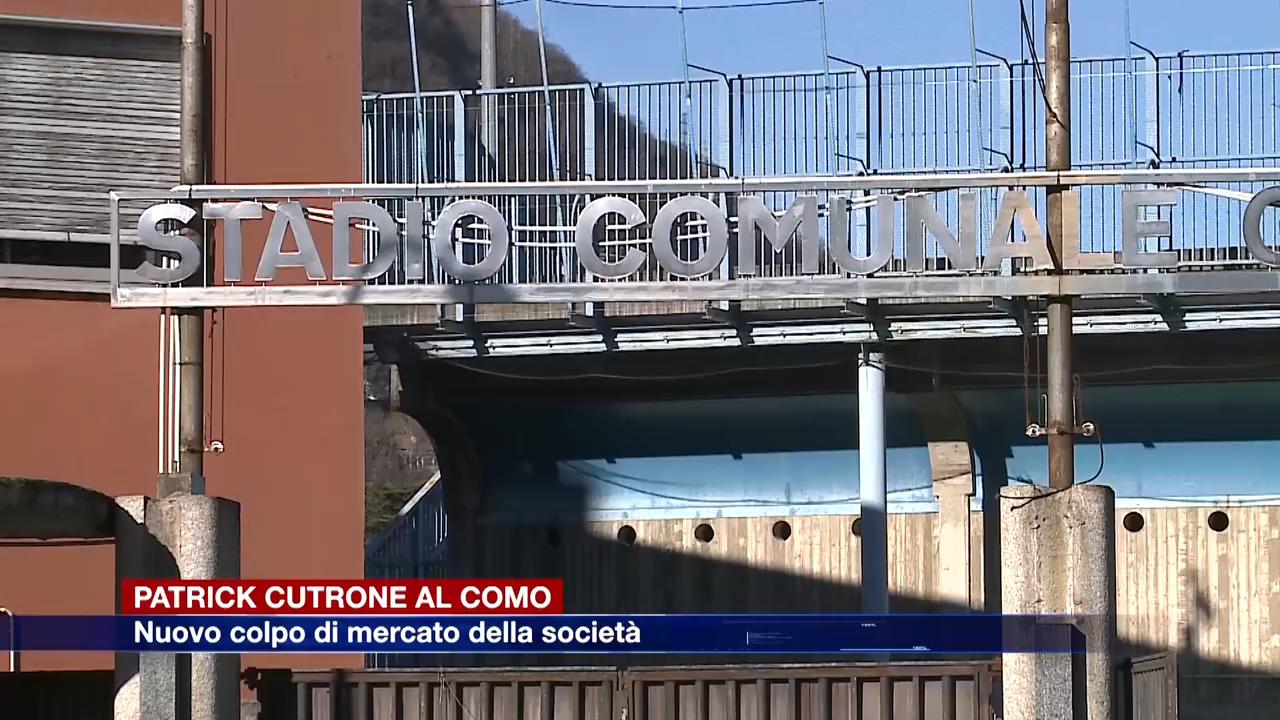 STADIO COMUNALE
PATRICK CUTRONE AL COMO
Nuovo colpo di mercato della società